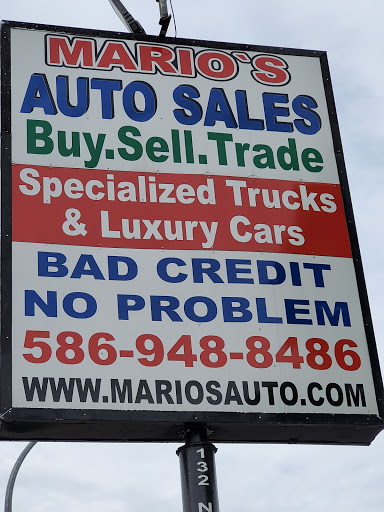 MARIO`S
AUTO SALES
Buy.Sell.Trade
Specialized Trucks
& Luxury Cars
BAD CREDIT
NO PROBLEM
586-948-8486
WWW.MARIOSAUTO.COM
132 N